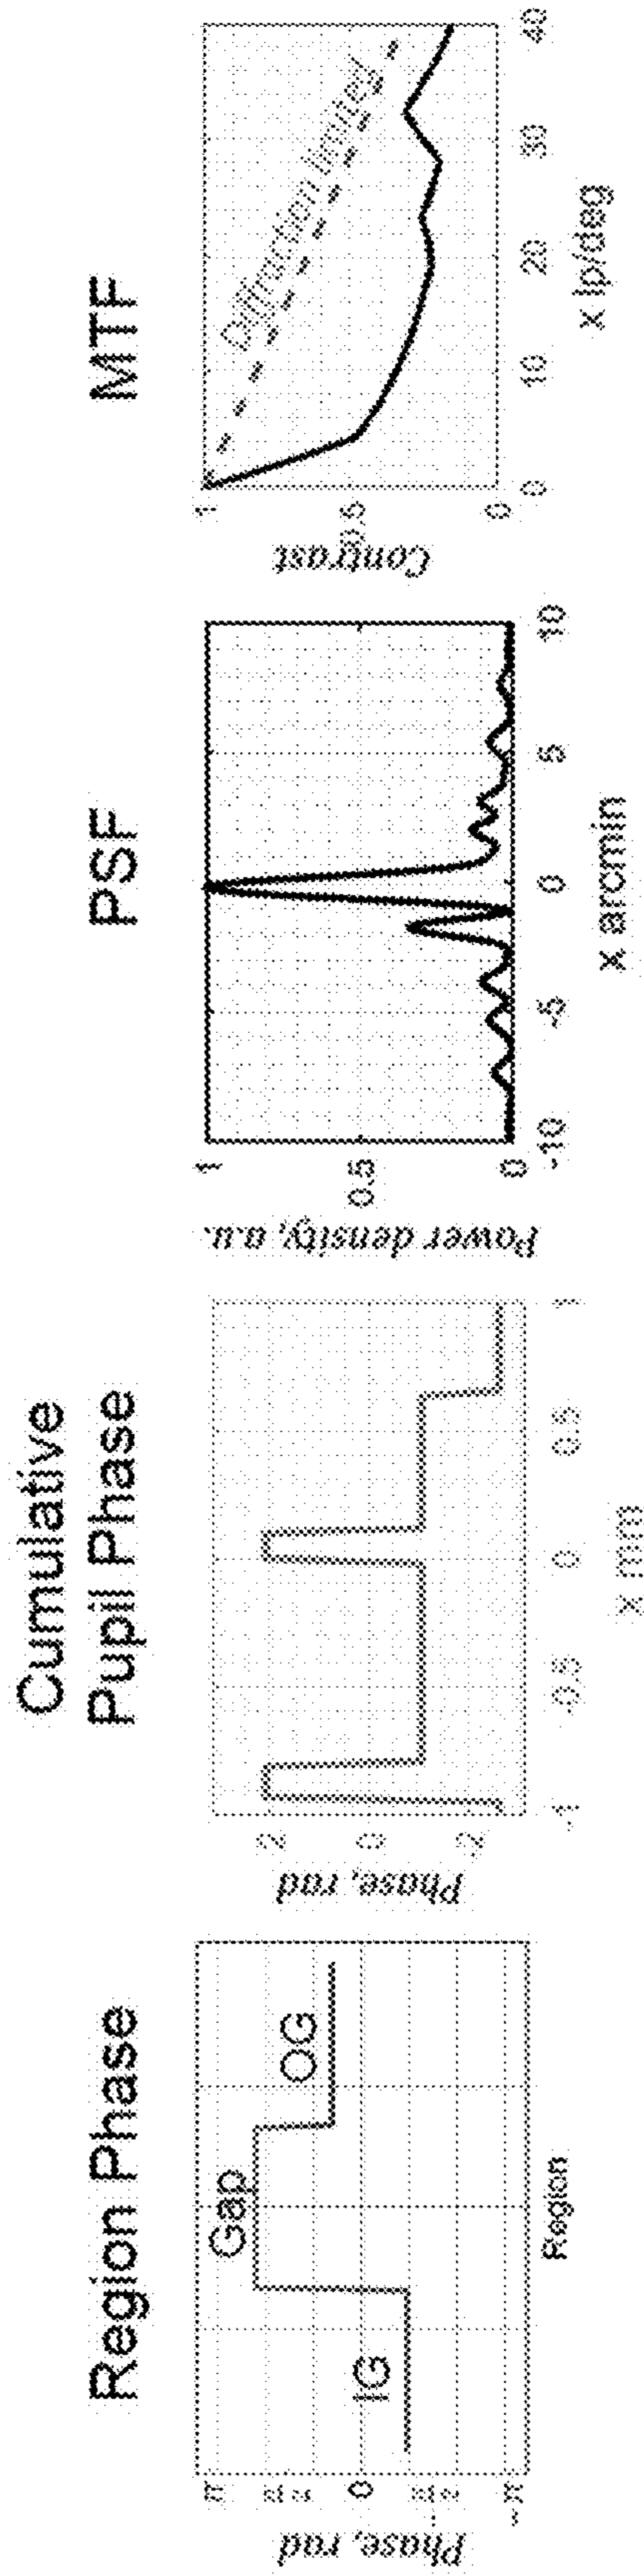 Region Phase
Phase, rad
π
π
2
0
π
2
-π
IG
Gap
OG
Region
Cumulative
Pupil Phase
Phase, rad
2
0
-2
-1
-0.5
0
0.5
1
x mm
PSF
Power density, a.u.
1
0.5
0
-10
-5
0
5
10
x arcmin
MTF
Contrast
1
0.5
0
0
10
20
30
40
x lp/deg
Diffraction limited